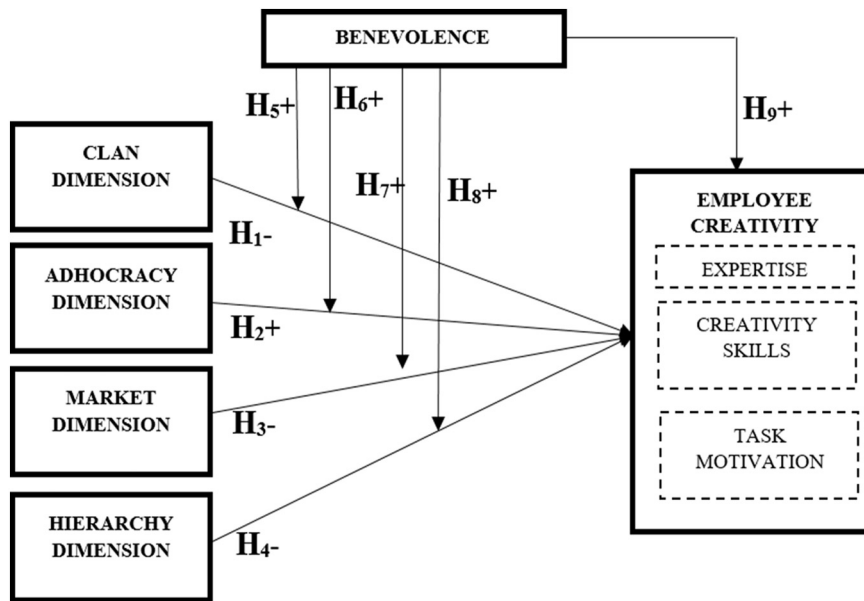 BENEVOLENCE
H₅+
H₆+
H₉+
CLAN
DIMENSION
H₇+
H₈+
EMPLOYEE
CREATIVITY
H₁-
ADHOCRACY
DIMENSION
EXPERTISE
H₂+
CREATIVITY
SKILLS
MARKET
DIMENSION
H₃-
TASK
MOTIVATION
HIERARCHY
DIMENSION
H₄-